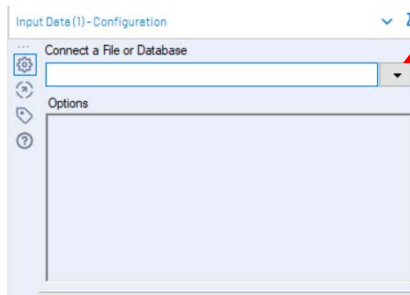 Input Data (1) - Configuration
Connect a File or Database
Options